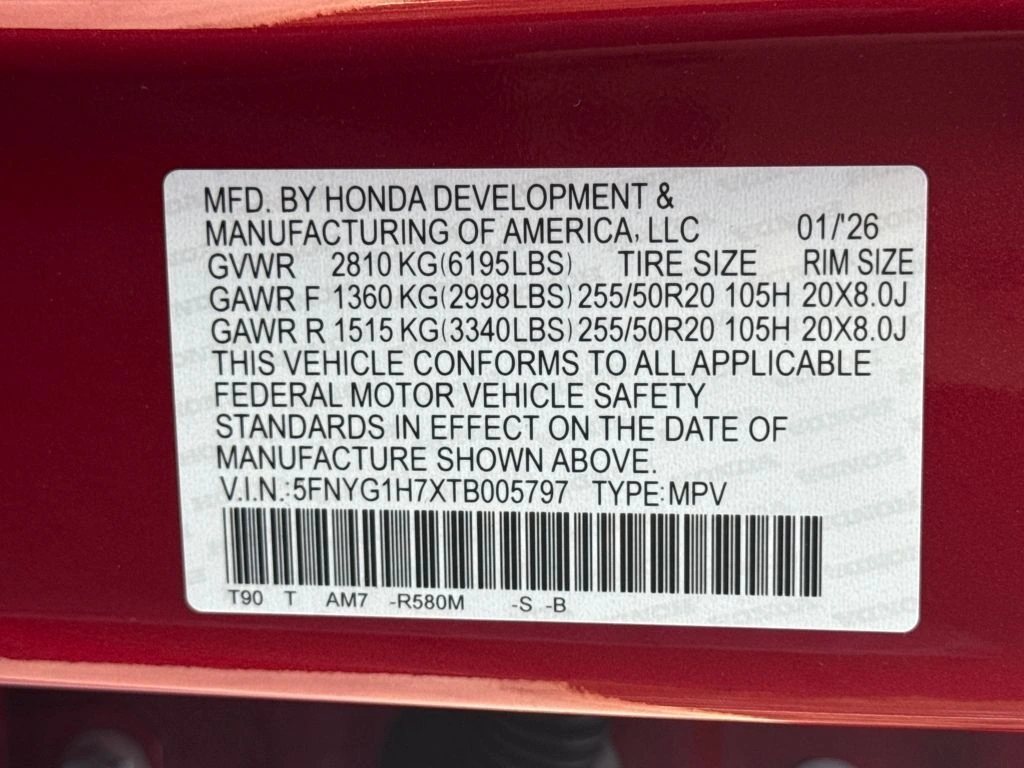 MFD. BY HONDA DEVELOPMENT &
MANUFACTURING OF AMERICA, LLC 01/'26
GVWR 2810 KG(6195LBS) TIRE SIZE RIM SIZE
GAWR F 1360 KG(2998LBS) 255/50R20 105H 20X8.0J
GAWR R 1515 KG(3340LBS) 255/50R20 105H 20X8.0J
THIS VEHICLE CONFORMS TO ALL APPLICABLE
FEDERAL MOTOR VEHICLE SAFETY
STANDARDS IN EFFECT ON THE DATE OF
MANUFACTURE SHOWN ABOVE.
V.I.N.:5FNYG1H7XTB005797 TYPE:MPV
T90 T AM7 -R580M -S -B